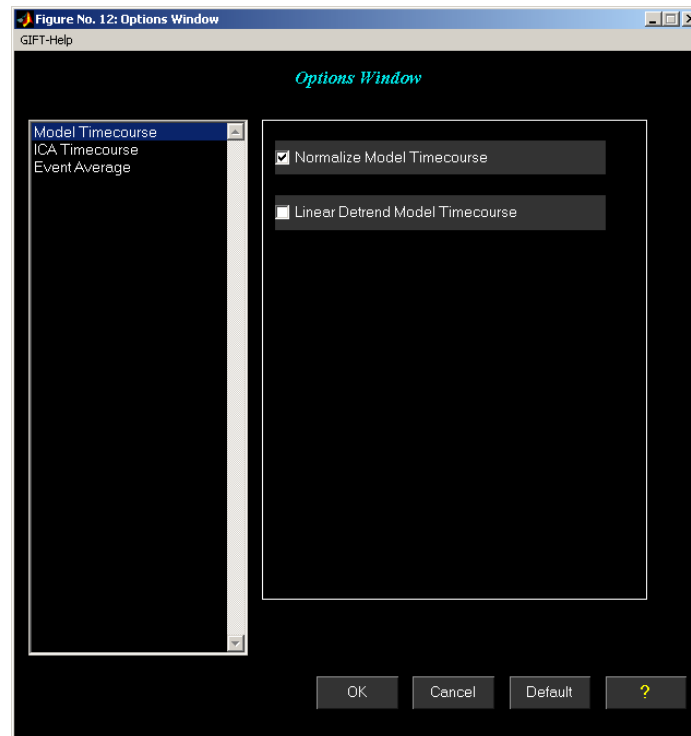 Figure No. 12: Options Window
GIFT-Help
Options Window
Model Timecourse
ICA Timecourse
Event Average
Normalize Model Timecourse
Linear Detrend Model Timecourse
OK Cancel Default ?